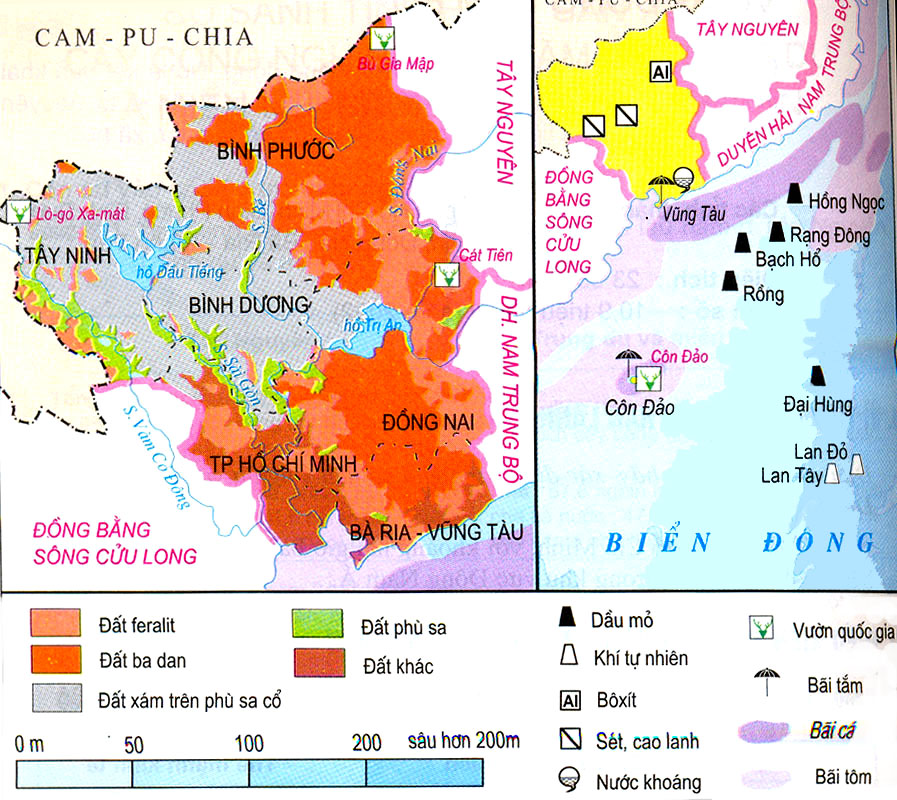 CAM - PU - CHIA
Bù Gia Mập
TÂY NGUYÊN
BÌNH PHƯỚC
S. Đồng Nai
S. Bé
Lò-gò Xa-mát
TÂY NINH
hồ Dầu Tiếng
Cát Tiên
BÌNH DƯƠNG
hồ Trị An
DH. NAM TRUNG BỘ
S. Sài Gòn
S. Vàm Cỏ Đông
ĐỒNG NAI
TP HỒ CHÍ MINH
BÀ RỊA - VŨNG TÀU
ĐỒNG BẰNG
SÔNG CỬU LONG
CAM - PU - CHIA
TÂY NGUYÊN
DUYÊN HẢI NAM TRUNG BỘ
Al
ĐỒNG
BẰNG
SÔNG
CỬU
LONG
Vũng Tàu
Hồng Ngọc
Rạng Đông
Bạch Hổ
Rồng
Côn Đảo
Côn Đảo
Đại Hùng
Lan Đỏ
Lan Tây
BIỂN ĐÔNG
Đất feralit
Đất ba dan
Đất xám trên phù sa cổ
Đất phù sa
Đất khác
0 m 50 100 200 sâu hơn 200m
Dầu mỏ
Khí tự nhiên
Al Bôxít
Sét, cao lanh
Nước khoáng
Vườn quốc gia
Bãi tắm
Bãi cá
Bãi tôm